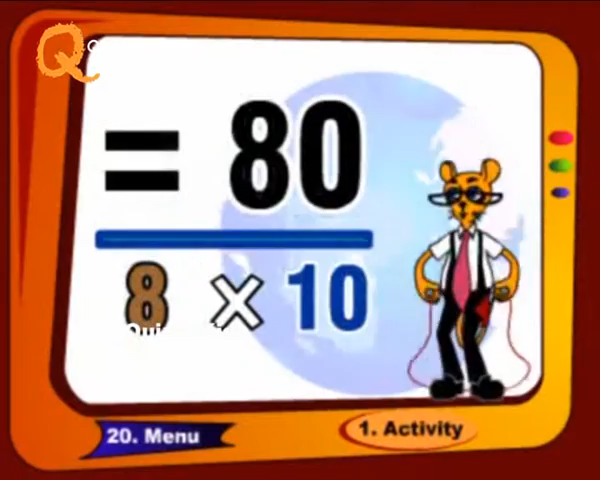 Q
= 80
8 x 10
20. Menu
1. Activity